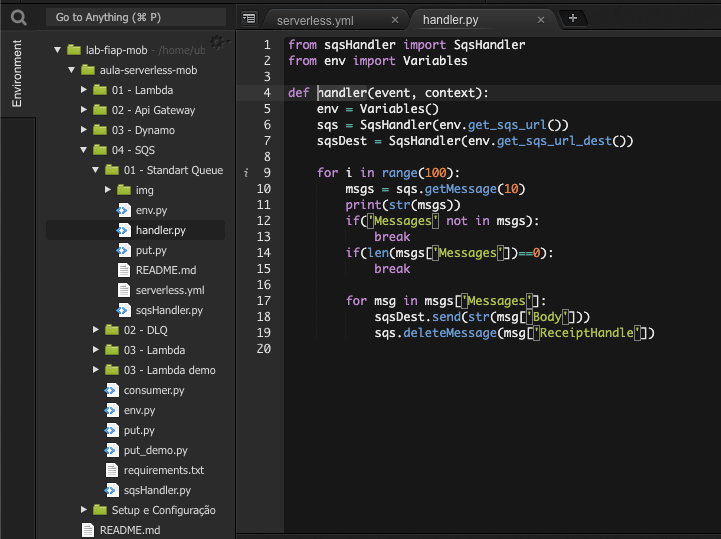 Go to Anything (⌘ P)
Environment
lab-fiap-mob - /home/ub
aula-serverless-mob
01 - Lambda
02 - Api Gateway
03 - Dynamo
04 - SQS
01 - Standart Queue
img
env.py
handler.py
put.py
README.md
serverless.yml
sqsHandler.py
02 - DLQ
03 - Lambda
03 - Lambda demo
consumer.py
env.py
put.py
put_demo.py
requirements.txt
sqsHandler.py
Setup e Configuração
README.md
serverless.yml ×
handler.py ×
+
1 from sqsHandler import SqsHandler
2 from env import Variables
3
4 def handler(event, context):
5     env = Variables()
6     sqs = SqsHandler(env.get_sqs_url())
7     sqsDest = SqsHandler(env.get_sqs_url_dest())
8
i 9     for i in range(100):
10         msgs = sqs.getMessage(10)
11         print(str(msgs))
12         if('Messages' not in msgs):
13             break
14         if(len(msgs['Messages'])==0):
15             break
16
17         for msg in msgs['Messages']:
18             sqsDest.send(str(msg['Body']))
19             sqs.deleteMessage(msg['ReceiptHandle'])
20